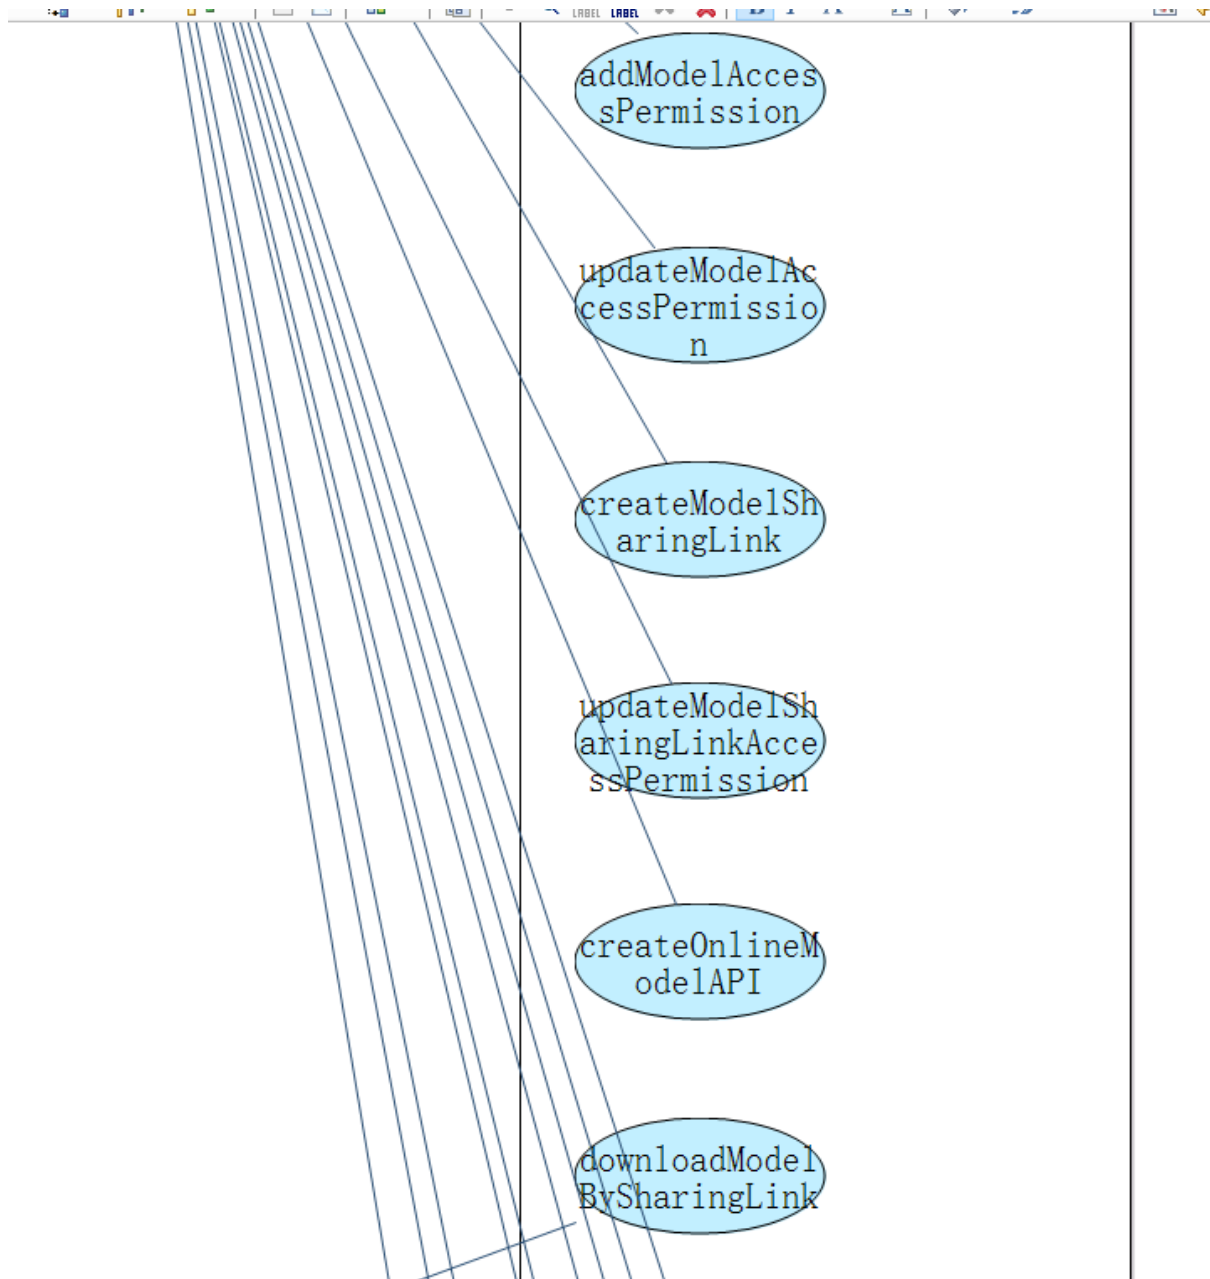 LABEL LABEL
addModelAcces
sPermission
updateModelAc
cessPermissio
n
createModelSh
aringLink
updateModelSh
aringLinkAcce
ssPermission
createOnlineM
odelAPI
downloadModel
BySharingLink